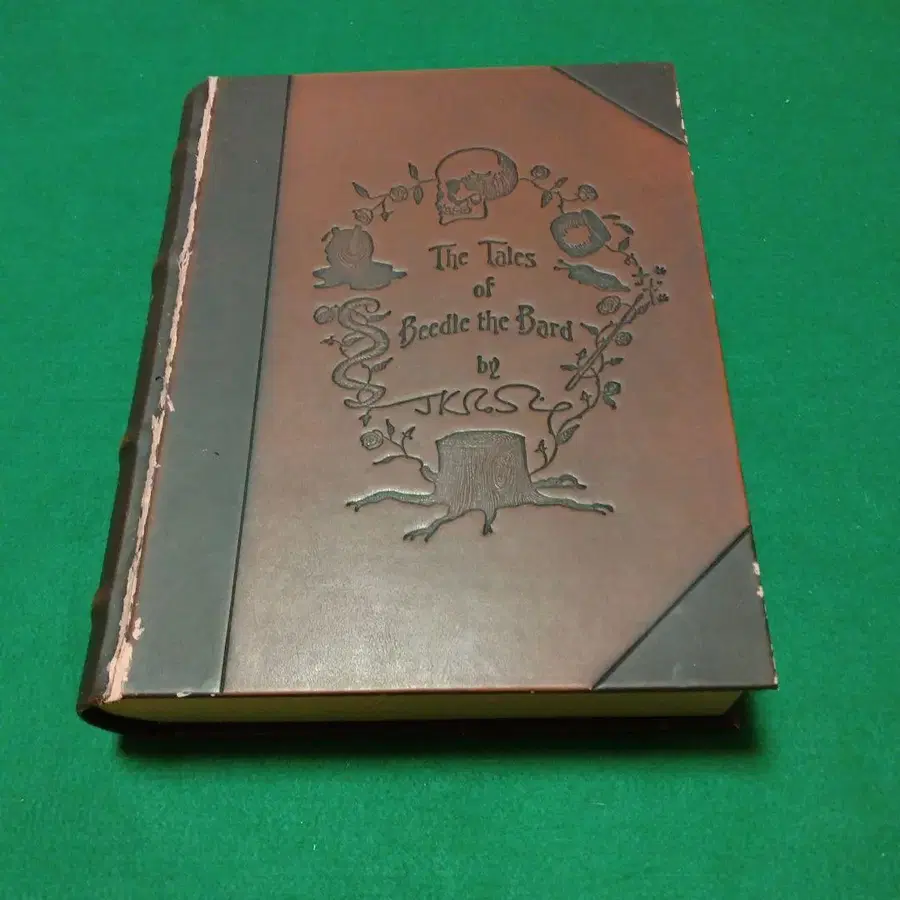 The Tales
of
Beedle the Bard
by